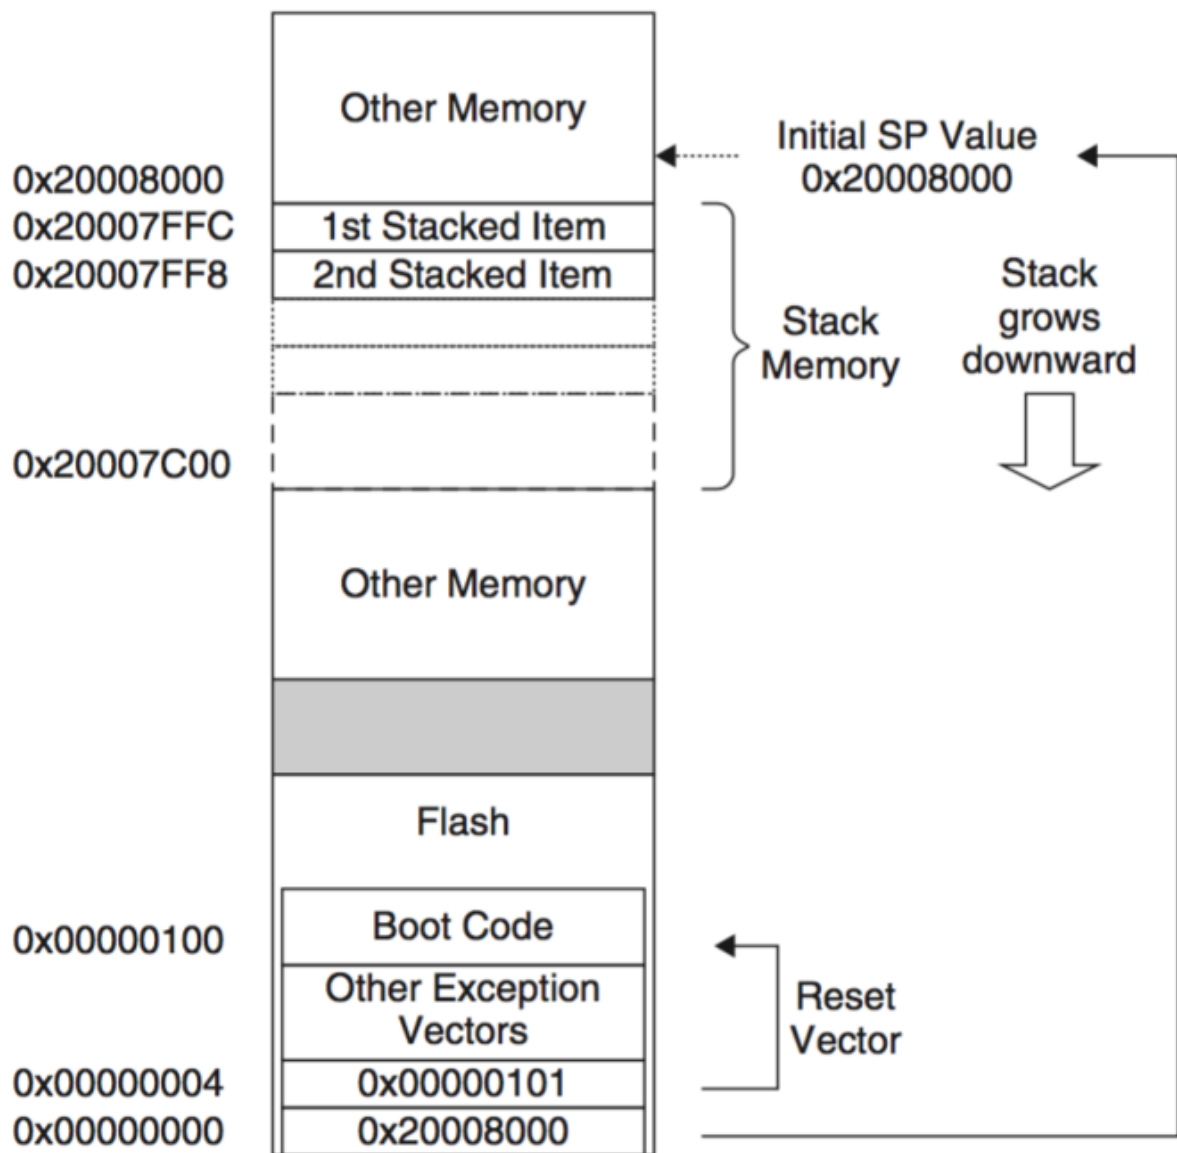 Other Memory
Initial SP Value
0x20008000
0x20008000
0x20007FFC
1st Stacked Item
0x20007FF8
2nd Stacked Item
Stack
grows
downward
Stack
Memory
0x20007C00
Other Memory
Flash
0x00000100
Boot Code
Other Exception
Vectors
Reset
Vector
0x00000004
0x00000101
0x00000000
0x20008000